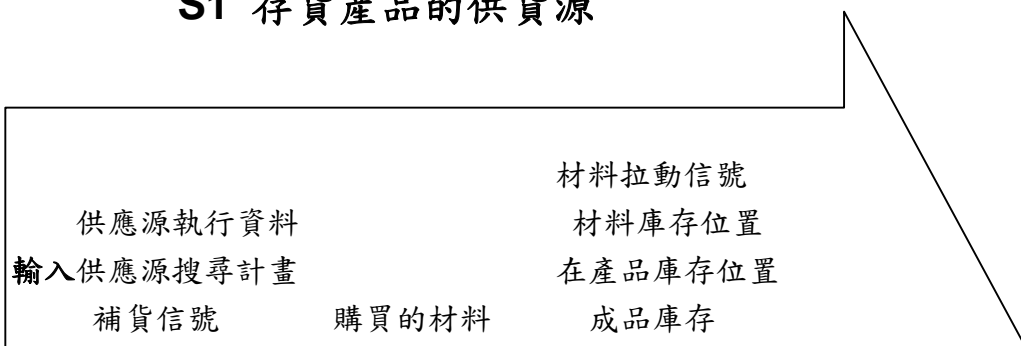 S1 存貨產品的供貨源
材料拉動信號
供應源執行資料 材料庫存位置
輸入供應源搜尋計畫 在產品庫存位置
補貨信號 購買的材料 成品庫存